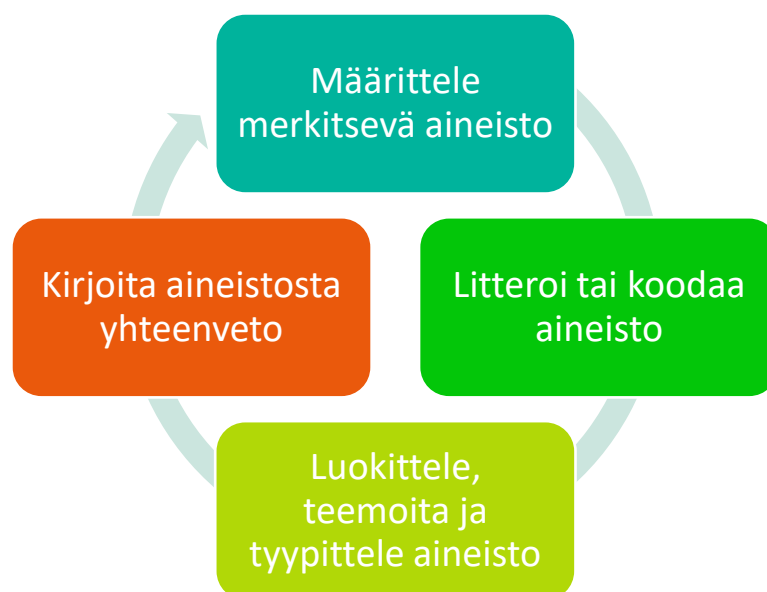 Määrittele
merkitsevä aineisto
Litteroi tai koodaa
aineisto
Luokittele,
teemoita ja
tyypittele aineisto
Kirjoita aineistosta
yhteenveto